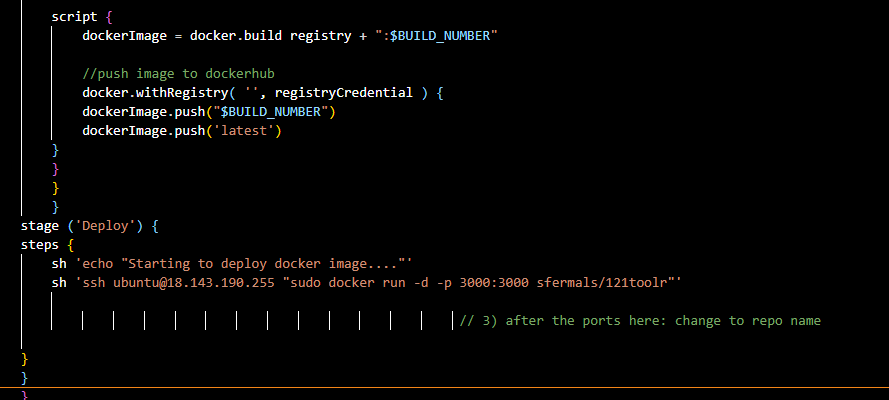 script {
dockerImage = docker.build registry + ":$BUILD_NUMBER"
//push image to dockerhub
docker.withRegistry( '', registryCredential ) {
dockerImage.push("$BUILD_NUMBER")
dockerImage.push('latest')
}
}
}
}
stage ('Deploy') {
steps {
sh 'echo "Starting to deploy docker image...."'
sh 'ssh ubuntu@18.143.190.255 "sudo docker run -d -p 3000:3000 sfermals/121toolr"'
// 3) after the ports here: change to repo name
}
}
}